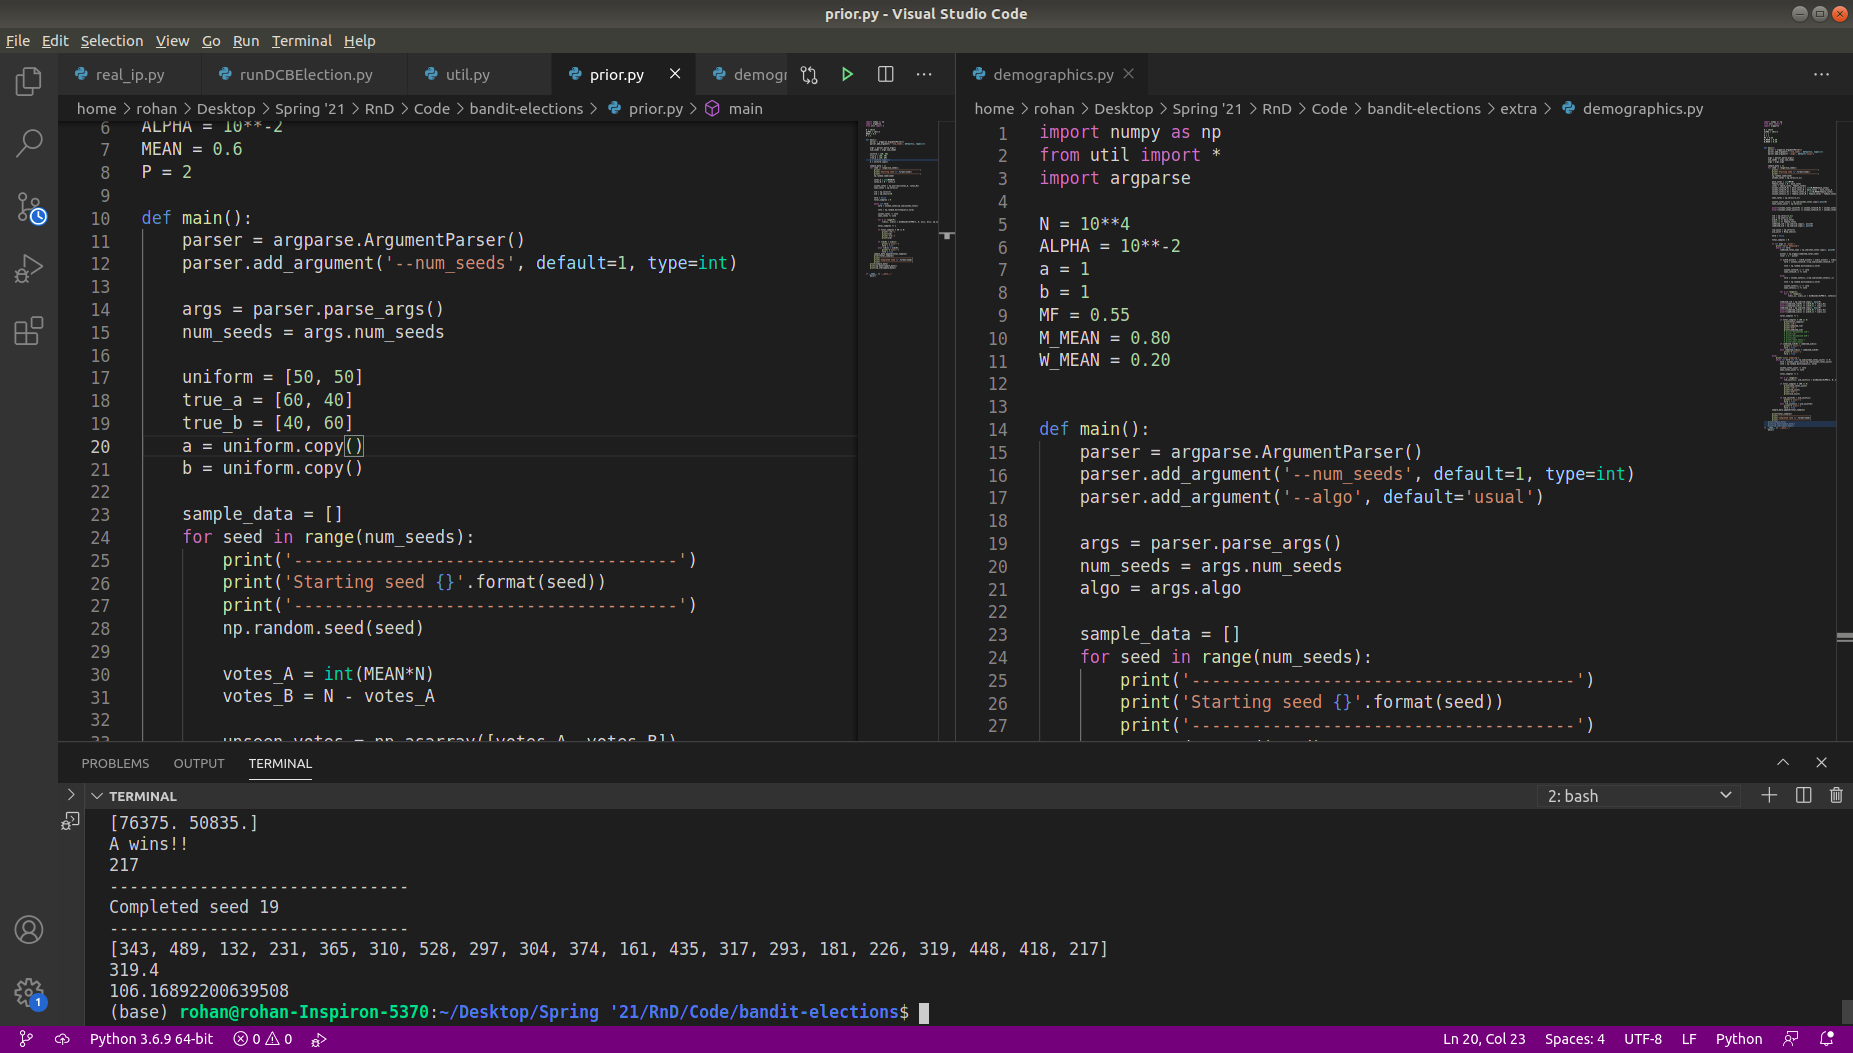 prior.py - Visual Studio Code
File Edit Selection View Go Run Terminal Help
real_ip.py runDCBElection.py util.py prior.py demogr
home > rohan > Desktop > Spring '21 > RnD > Code > bandit-elections > prior.py > main
6 ALPHA = 10**-2
7 MEAN = 0.6
8 P = 2
9
10 def main():
11 parser = argparse.ArgumentParser()
12 parser.add_argument('--num_seeds', default=1, type=int)
13
14 args = parser.parse_args()
15 num_seeds = args.num_seeds
16
17 uniform = [50, 50]
18 true_a = [60, 40]
19 true_b = [40, 60]
20 a = uniform.copy()
21 b = uniform.copy()
22
23 sample_data = []
24 for seed in range(num_seeds):
25 print('--------------------------------------')
26 print('Starting seed {}'.format(seed))
27 print('--------------------------------------')
28 np.random.seed(seed)
29
30 votes_A = int(MEAN*N)
31 votes_B = N - votes_A
32
33 unseen_votes = np.asarray([votes_A, votes_B])
demographics.py
home > rohan > Desktop > Spring '21 > RnD > Code > bandit-elections > extra > demographics.py
1 import numpy as np
2 from util import *
3 import argparse
4
5 N = 10**4
6 ALPHA = 10**-2
7 a = 1
8 b = 1
9 MF = 0.55
10 M_MEAN = 0.80
11 W_MEAN = 0.20
12
13
14 def main():
15 parser = argparse.ArgumentParser()
16 parser.add_argument('--num_seeds', default=1, type=int)
17 parser.add_argument('--algo', default='usual')
18
19 args = parser.parse_args()
20 num_seeds = args.num_seeds
21 algo = args.algo
22
23 sample_data = []
24 for seed in range(num_seeds):
25 print('--------------------------------------')
26 print('Starting seed {}'.format(seed))
27 print('--------------------------------------')
PROBLEMS OUTPUT TERMINAL
TERMINAL 2: bash
[76375. 50835.]
A wins!!
217
------------------------------
Completed seed 19
------------------------------
[343, 489, 132, 231, 365, 310, 528, 297, 304, 374, 161, 435, 317, 293, 181, 226, 319, 448, 418, 217]
319.4
106.16892200639508
(base) rohan@rohan-Inspiron-5370:~/Desktop/Spring '21/RnD/Code/bandit-elections$
1
Python 3.6.9 64-bit 0 0 Ln 20, Col 23 Spaces: 4 UTF-8 LF Python